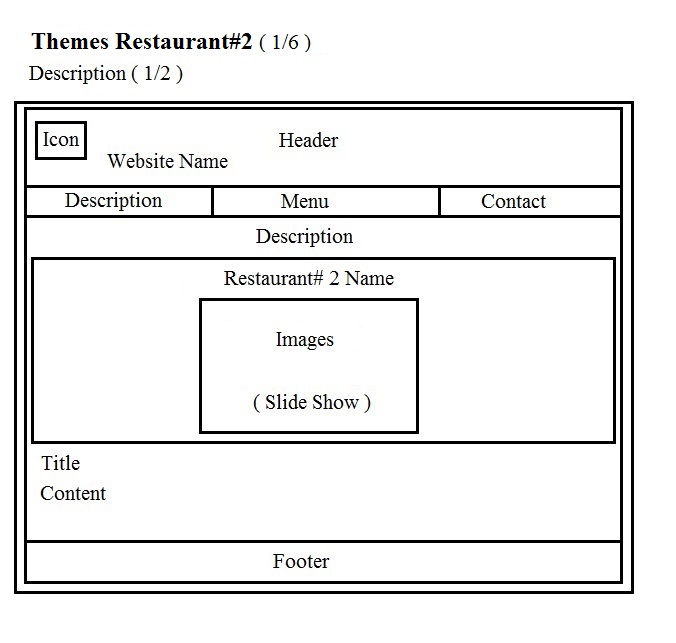 Themes Restaurant#2 ( 1/6 )
Description ( 1/2 )
Icon
Header
Website Name
Description Menu Contact
Description
Restaurant# 2 Name
Images
( Slide Show )
Title
Content
Footer